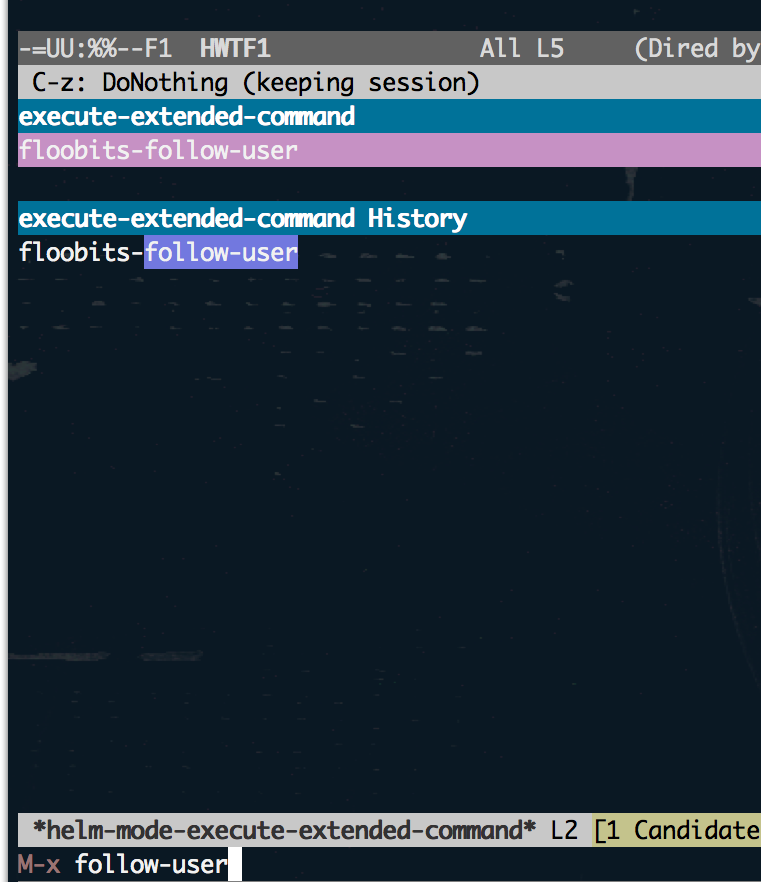 -=UU:%%--F1  HWTF1                All L5     (Dired by
C-z: DoNothing (keeping session)
execute-extended-command
floobits-follow-user
execute-extended-command History
floobits-follow-user
*helm-mode-execute-extended-command* L2 [1 Candidate
M-x follow-user